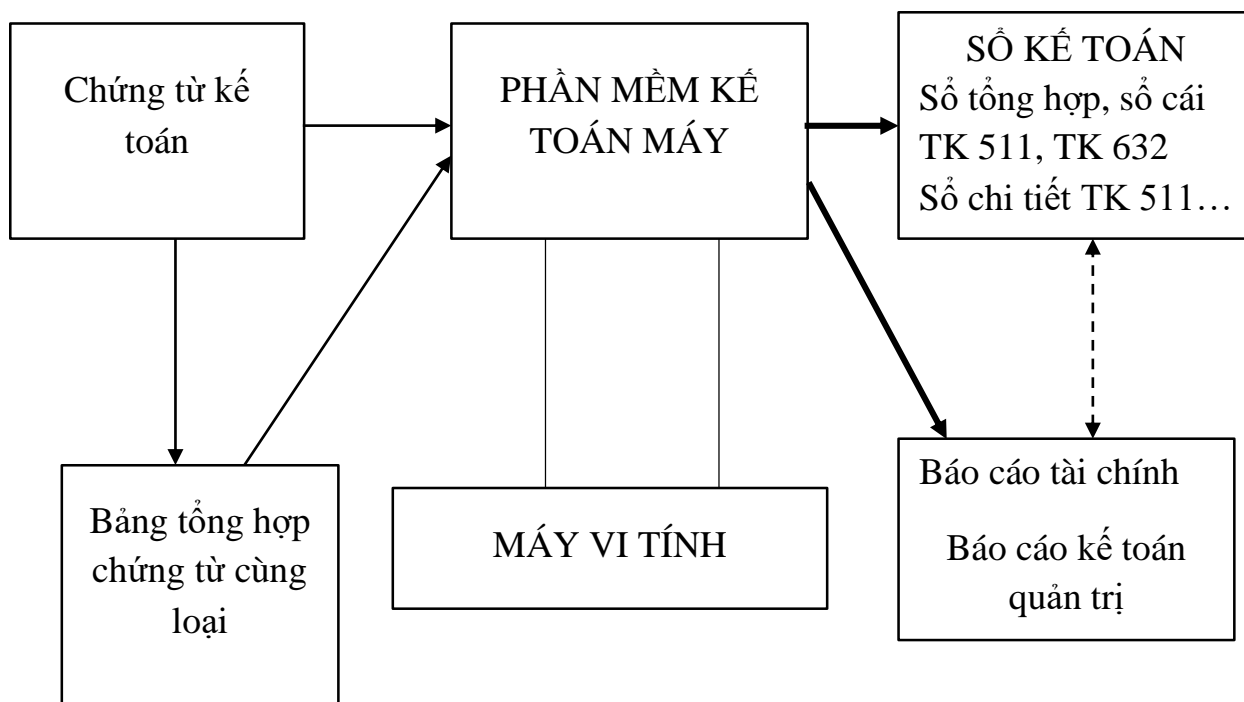 Chứng từ kế
toán
PHẦN MỀM KẾ
TOÁN MÁY
SỔ KẾ TOÁN
Sổ tổng hợp, sổ cái
TK 511, TK 632
Sổ chi tiết TK 511…
Bảng tổng hợp
chứng từ cùng
loại
MÁY VI TÍNH
Báo cáo tài chính
Báo cáo kế toán
quản trị